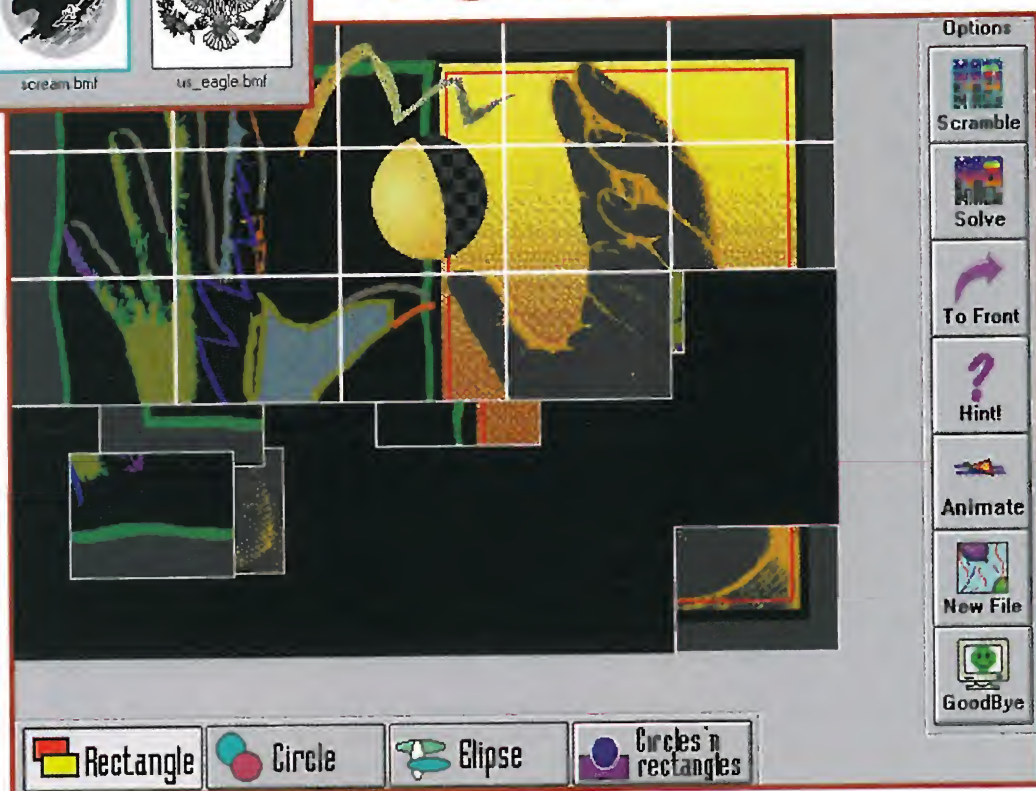 scream.bmf
us_eagle.bmf
Options
Scramble
Solve
To Front
Hint!
Animate
New File
GoodBye
Rectangle
Circle
Elipse
Circles'n
rectangles